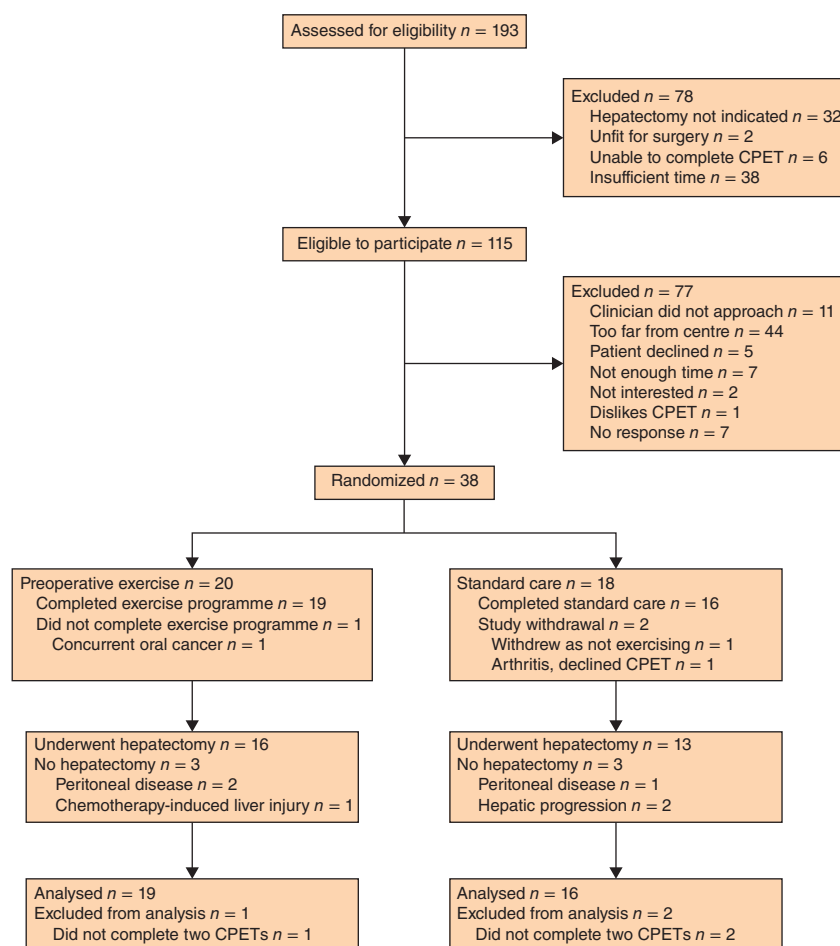 Assessed for eligibility n = 193
Excluded n = 78
Hepatectomy not indicated n = 32
Unfit for surgery n = 2
Unable to complete CPET n = 6
Insufficient time n = 38
Eligible to participate n = 115
Excluded n = 77
Clinician did not approach n = 11
Too far from centre n = 44
Patient declined n = 5
Not enough time n = 7
Not interested n = 2
Dislikes CPET n = 1
No response n = 7
Randomized n = 38
Preoperative exercise n = 20
Completed exercise programme n = 19
Did not complete exercise programme n = 1
Concurrent oral cancer n = 1
Standard care n = 18
Completed standard care n = 16
Study withdrawal n = 2
Withdrew as not exercising n = 1
Arthritis, declined CPET n = 1
Underwent hepatectomy n = 16
No hepatectomy n = 3
Peritoneal disease n = 2
Chemotherapy-induced liver injury n = 1
Underwent hepatectomy n = 13
No hepatectomy n = 3
Peritoneal disease n = 1
Hepatic progression n = 2
Analysed n = 19
Excluded from analysis n = 1
Did not complete two CPETs n = 1
Analysed n = 16
Excluded from analysis n = 2
Did not complete two CPETs n = 2